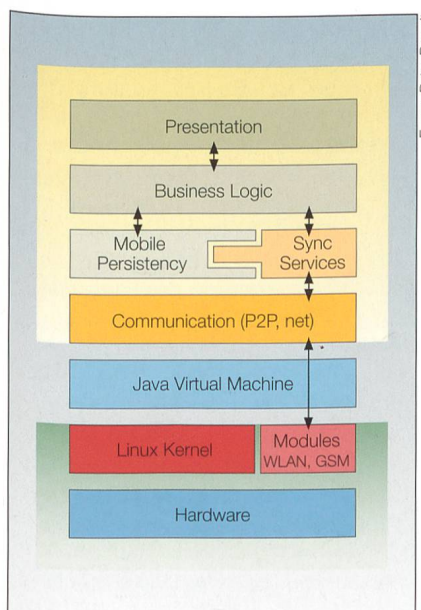 Presentation
Business Logic
Mobile
Persistency
Sync
Services
Communication (P2P, net)
Java Virtual Machine
Linux Kernel
Modules
WLAN, GSM
Hardware